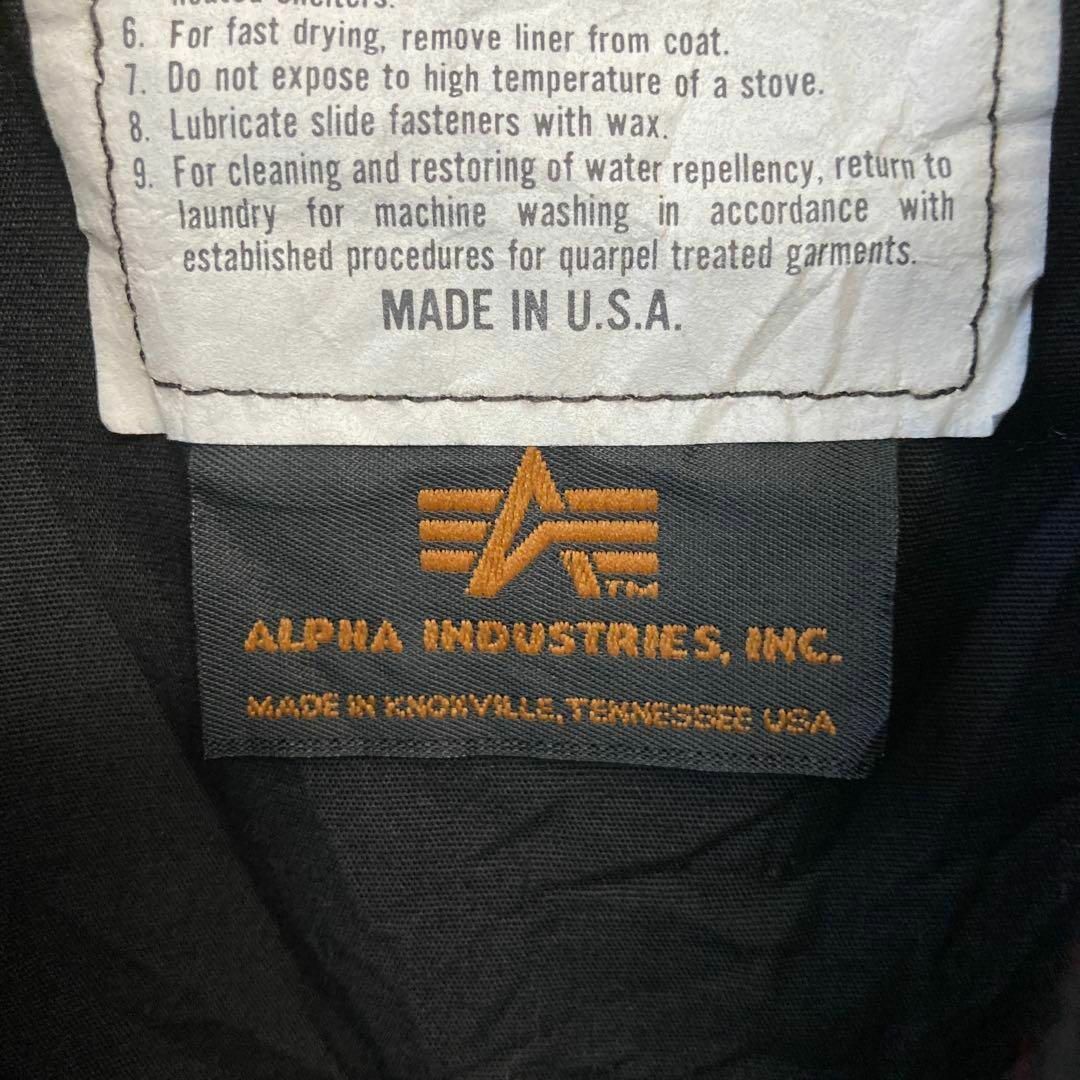 heated shelters.
6. For fast drying, remove liner from coat.
7. Do not expose to high temperature of a stove.
8. Lubricate slide fasteners with wax.
9. For cleaning and restoring of water repellency, return to
laundry for machine washing in accordance with
established procedures for quarpel treated garments.
MADE IN U.S.A.
TM
ALPHA INDUSTRIES, INC.
MADE IN KNOXVILLE, TENNESSEE USA